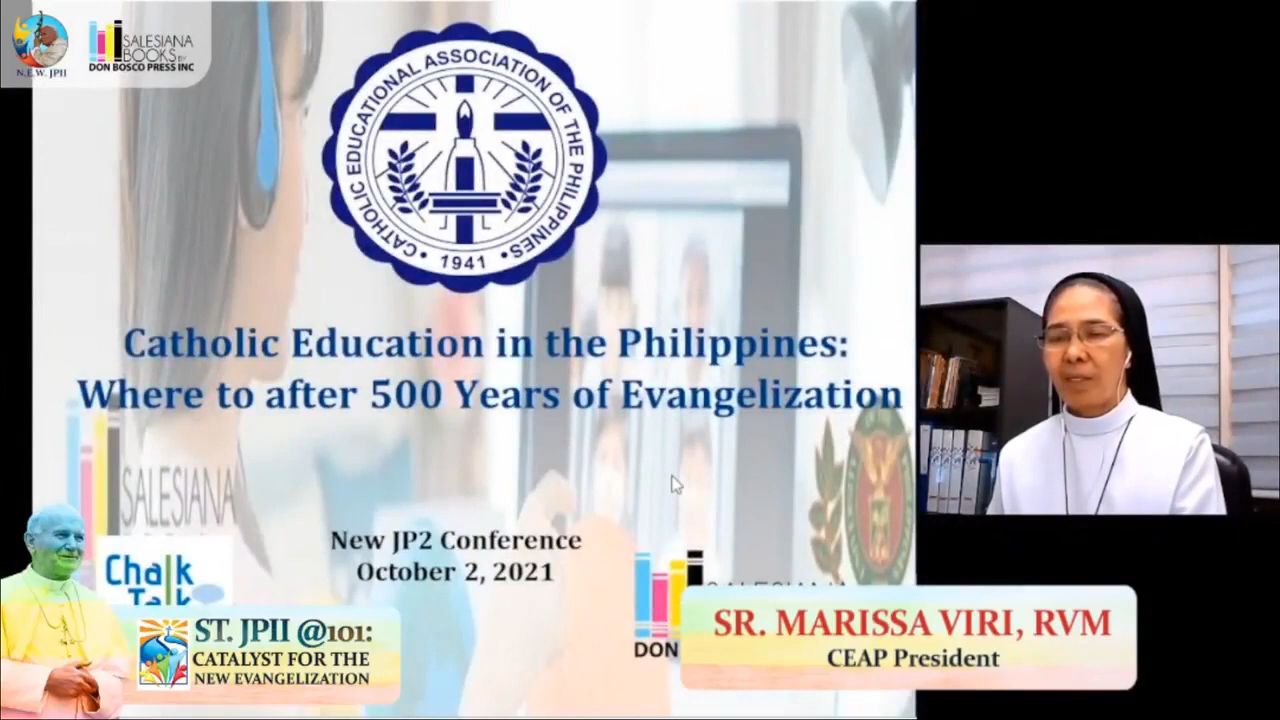 N.E.W. JPII
SALESIANA
BOOKS BY
DON BOSCO PRESS INC
CATHOLIC EDUCATIONAL ASSOCIATION OF THE PHILIPPINES
• 1941 •
Catholic Education in the Philippines:
Where to after 500 Years of Evangelization
SALESIANA
Chalk
Talk
New JP2 Conference
October 2, 2021
SALESIANA
DON
ST. JPII @101:
CATALYST FOR THE
NEW EVANGELIZATION
SR. MARISSA VIRI, RVM
CEAP President